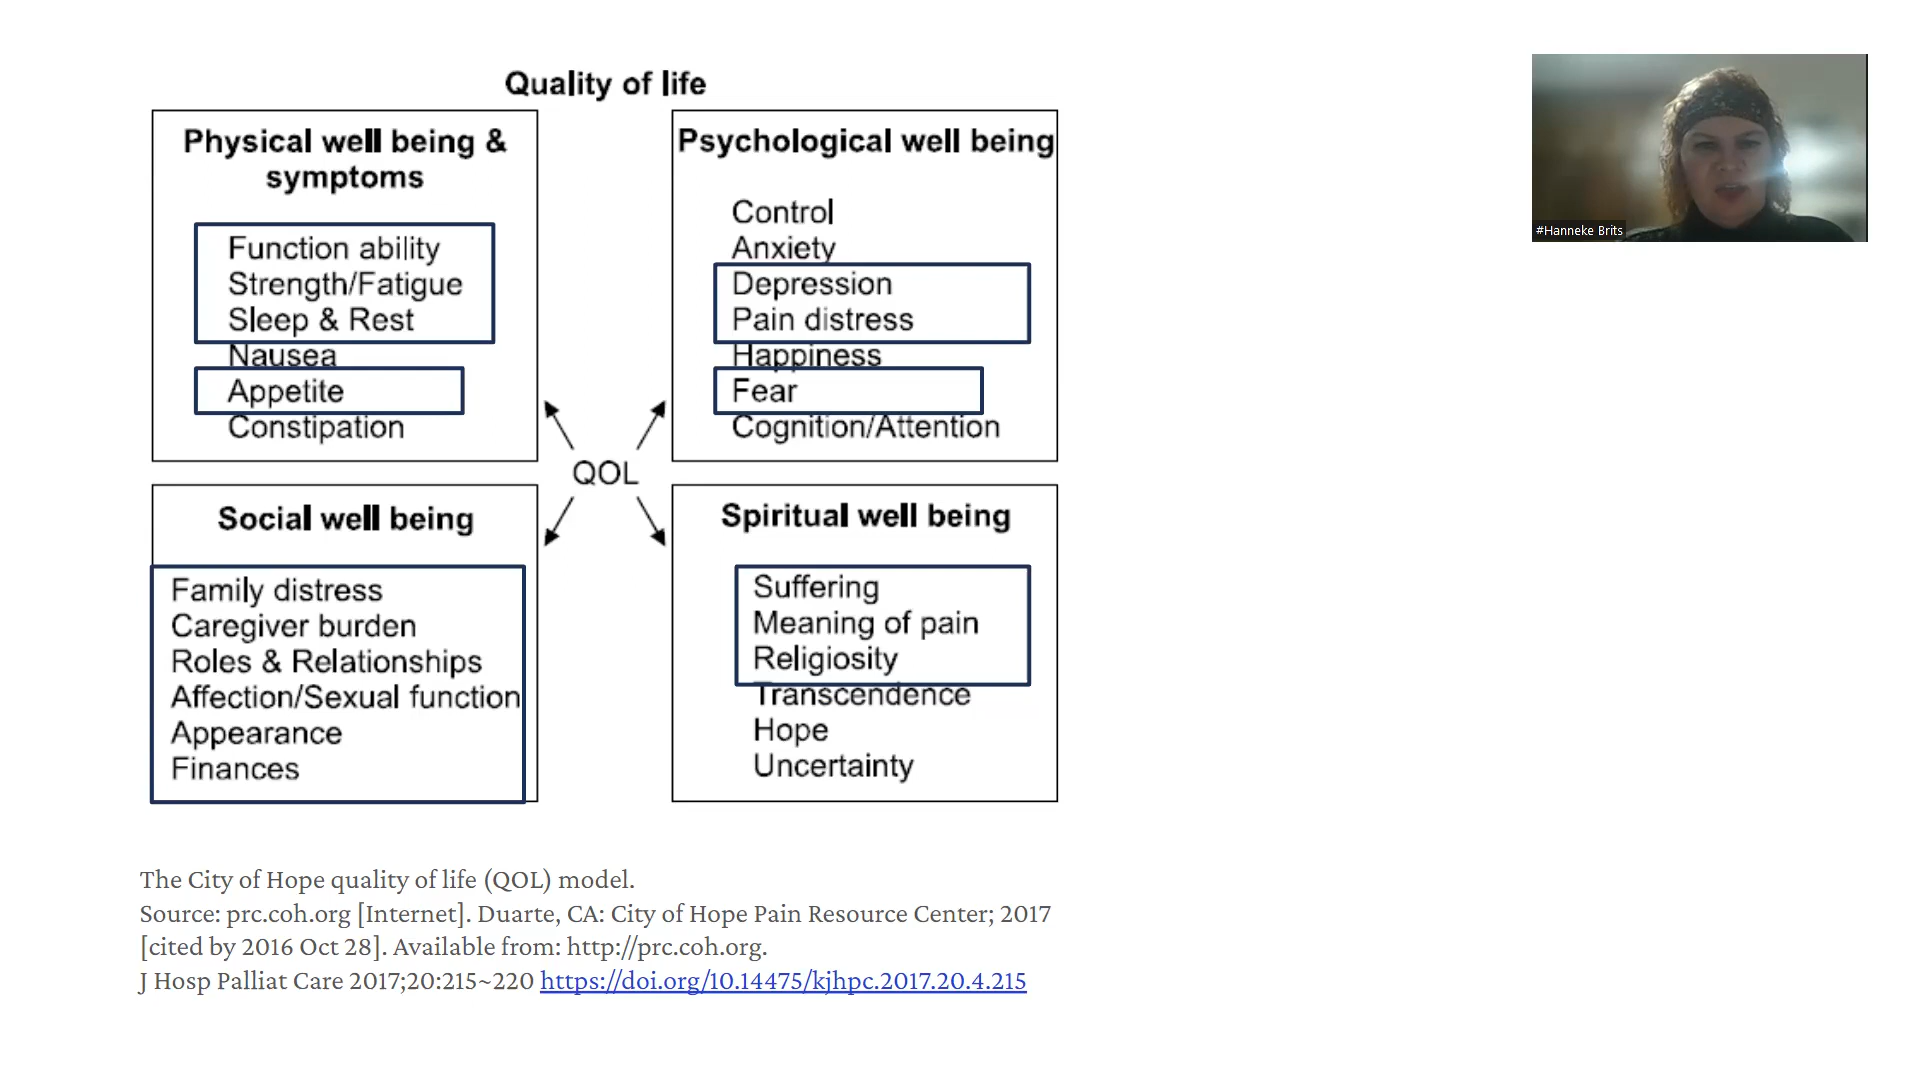 Quality of life
Physical well being &
symptoms
Function ability
Strength/Fatigue
Sleep & Rest
Nausea
Appetite
Constipation
Psychological well being
Control
Anxiety
Depression
Pain distress
Happiness
Fear
Cognition/Attention
QOL
Social well being
Family distress
Caregiver burden
Roles & Relationships
Affection/Sexual function
Appearance
Finances
Spiritual well being
Suffering
Meaning of pain
Religiosity
Transcendence
Hope
Uncertainty
The City of Hope quality of life (QOL) model.
Source: prc.coh.org [Internet]. Duarte, CA: City of Hope Pain Resource Center; 2017
[cited by 2016 Oct 28]. Available from: http://prc.coh.org.
J Hosp Palliat Care 2017;20:215~220 https://doi.org/10.14475/kjhpc.2017.20.4.215
#Hanneke Brits